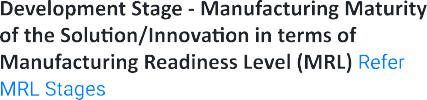 Development Stage - Manufacturing Maturity
of the Solution/Innovation in terms of
Manufacturing Readiness Level (MRL) Refer
MRL Stages